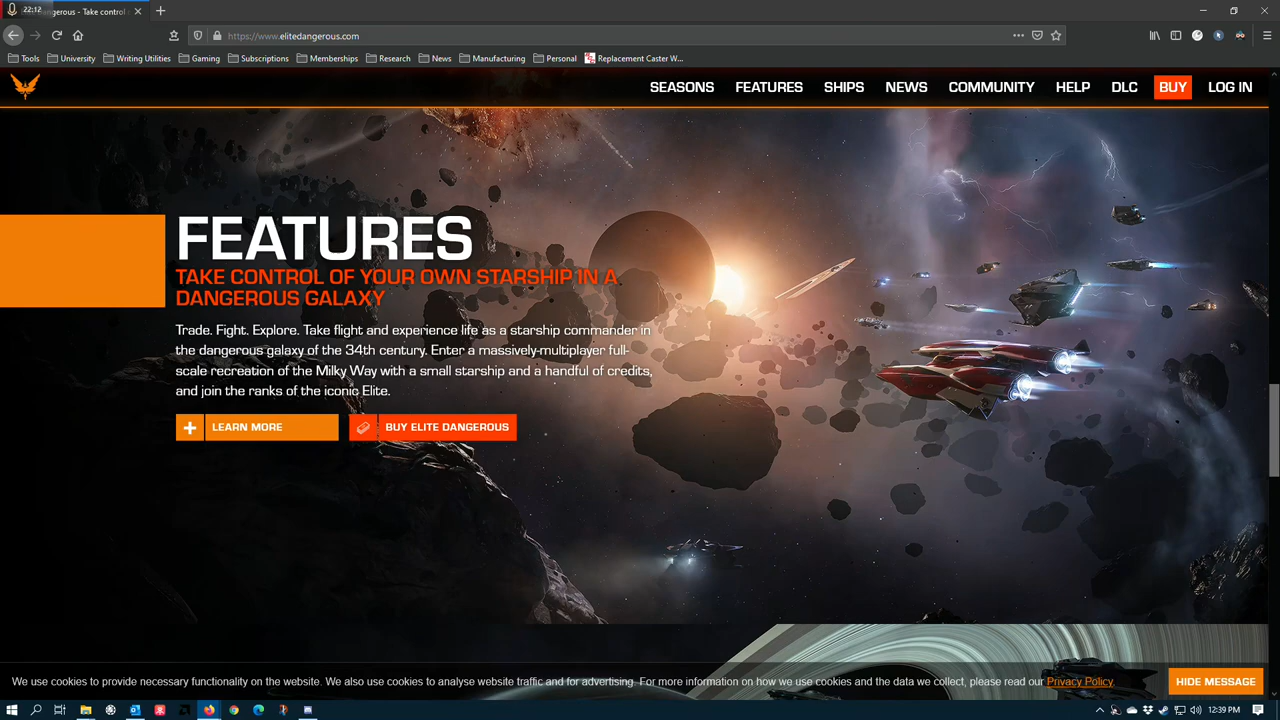 22:12
dangerous - Take control
https://www.elitedangerous.com
Tools
University
Writing Utilities
Gaming
Subscriptions
Memberships
Research
News
Manufacturing
Personal
Replacement Caster W...
SEASONS
FEATURES
SHIPS
NEWS
COMMUNITY
HELP
DLC
BUY
LOG IN
FEATURES
TAKE CONTROL OF YOUR OWN STARSHIP IN A
DANGEROUS GALAXY
Trade. Fight. Explore. Take flight and experience life as a starship commander in
the dangerous galaxy of the 34th century. Enter a massively-multiplayer full-
scale recreation of the Milky Way with a small starship and a handful of credits,
and join the ranks of the iconic Elite.
LEARN MORE
BUY ELITE DANGEROUS
We use cookies to provide necessary functionality on the website. We also use cookies to analyse website traffic and for advertising. For more information on how we use cookies and the data we collect, please read our Privacy Policy.
HIDE MESSAGE
12:39 PM